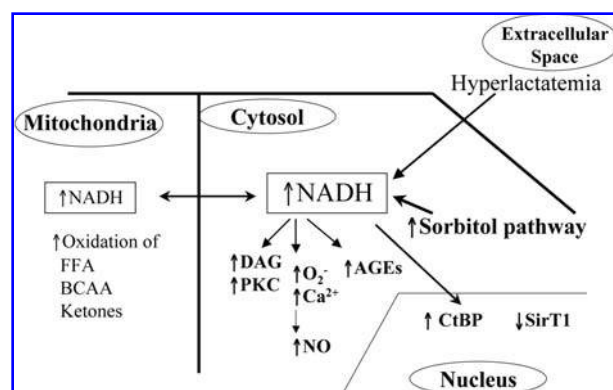 Extracellular
Space
Hyperlactatemia
Mitochondria
Cytosol
↑NADH
↑NADH
↑Sorbitol pathway
↑Oxidation of
FFA
BCAA
Ketones
↑DAG
↑PKC
↑O₂⁻
↑Ca²⁺
↑NO
↑AGEs
↑ CtBP
↓SirT1
Nucleus